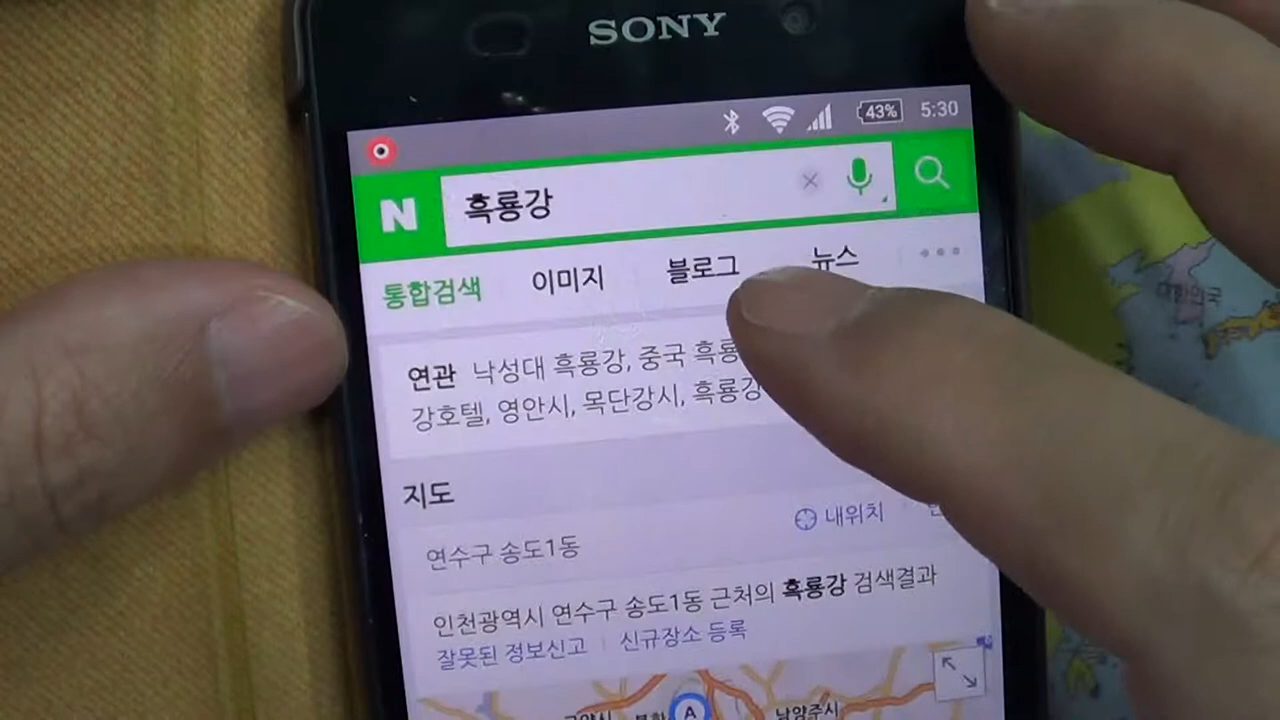 SONY
43% 5:30
N 흑룡강
통합검색 이미지 블로그 뉴스
연관 낙성대 흑룡강, 중국 흑룡
강호텔, 영안시, 목단강시, 흑룡강
지도
내위치
연수구 송도1동
인천광역시 연수구 송도1동 근처의 흑룡강 검색결과
잘못된 정보신고 신규장소 등록
A 남양주시
대한민국